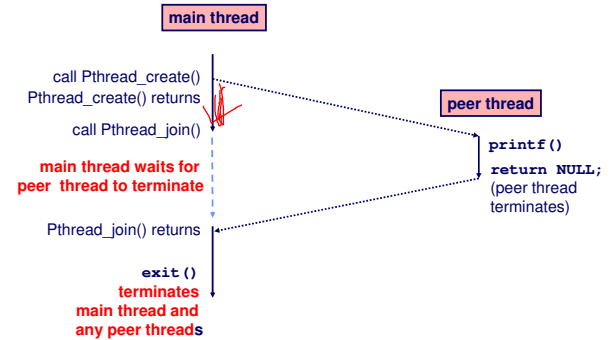 main thread
call Pthread_create()
Pthread_create() returns
peer thread
call Pthread_join()
printf()
main thread waits for
peer thread to terminate
return NULL;
(peer thread
terminates)
Pthread_join() returns
exit()
terminates
main thread and
any peer threads